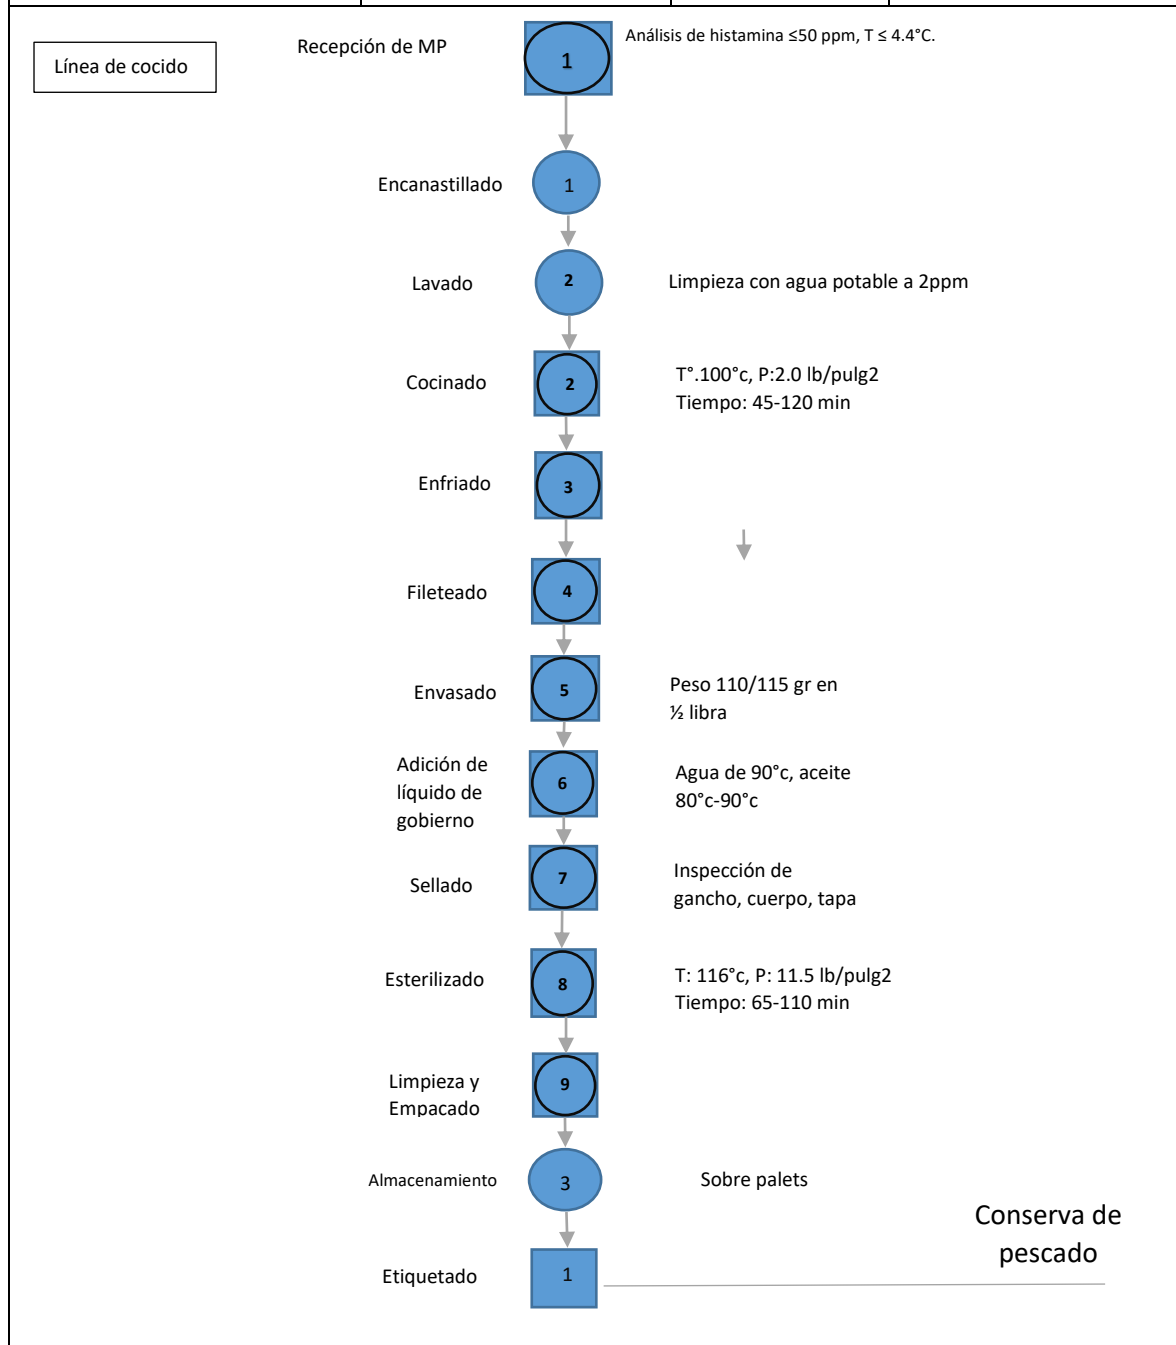 Línea de cocido
Recepción de MP
1
Análisis de histamina ≤50 ppm, T ≤ 4.4°C.
Encanastillado
1
Lavado
2
Limpieza con agua potable a 2ppm
Cocinado
2
T°.100°c, P:2.0 lb/pulg2
Tiempo: 45-120 min
Enfriado
3
Fileteado
4
Envasado
5
Peso 110/115 gr en
½ libra
Adición de
líquido de
gobierno
6
Agua de 90°c, aceite
80°c-90°c
Sellado
7
Inspección de
gancho, cuerpo, tapa
Esterilizado
8
T: 116°c, P: 11.5 lb/pulg2
Tiempo: 65-110 min
Limpieza y
Empacado
9
Almacenamiento
3
Sobre palets
Etiquetado
1
Conserva de
pescado